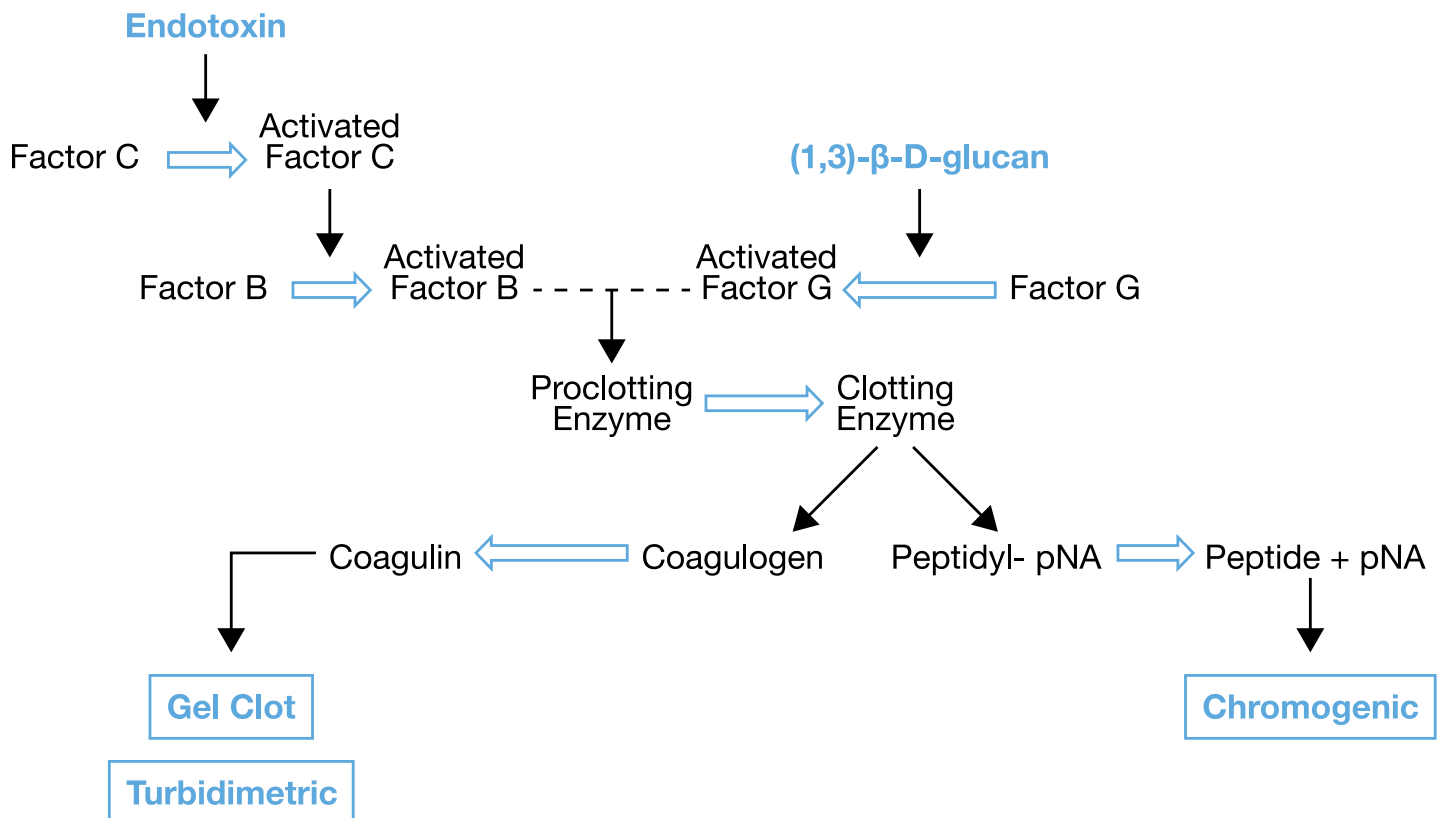 Endotoxin
Factor C
Activated
Factor C
(1,3)-β-D-glucan
Factor B
Activated
Factor B
Activated
Factor G
Factor G
Proclotting
Enzyme
Clotting
Enzyme
Coagulin
Coagulogen
Peptidyl- pNA
Peptide + pNA
Gel Clot
Chromogenic
Turbidimetric